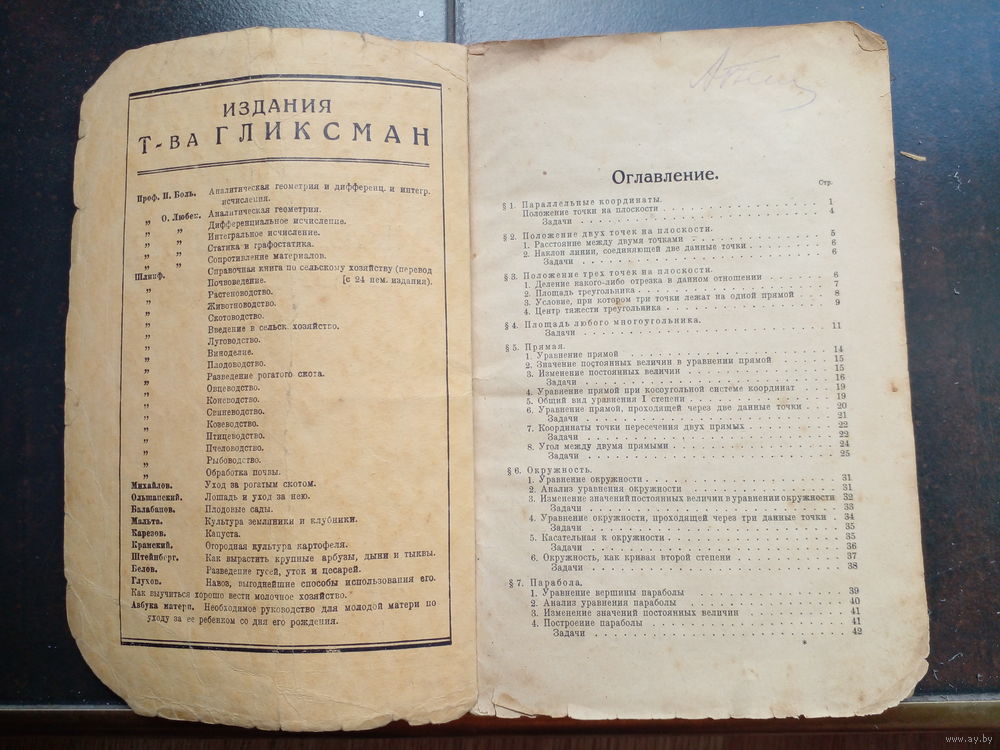 ИЗДАНИЯ
Т-ВА ГЛИКСМАН
Проф. П. Боль. Аналитическая геометрия и дифференц. и интегр.
исчисления.
„ О. Любек. Аналитическая геометрия.
„ „ Дифференциальное исчисление.
„ „ Интегральное исчисление.
„ „ Статика и графостатика.
„ „ Сопротивление материалов.
Шлипф. Справочная книга по сельскому хозяйству (перевод
„ Почвоведение. [с 24 нем. издания).
„ Растеноводство.
„ Животноводство.
„ Скотоводство.
„ Введение в сельск. хозяйство.
„ Луговодство.
„ Виноделие.
„ Плодоводство.
„ Разведение рогатого скота.
„ Овцеводство.
„ Коневодство.
„ Свиневодство.
„ Козеводство.
„ Птицеводство.
„ Пчеловодство.
„ Рыбоводство.
„ Обработка почвы.
Михайлов. Уход за рогатым скотом.
Ольшанский. Лошадь и уход за нею.
Балабанов. Плодовые сады.
Мальта. Культура земляники и клубники.
Карезов. Капуста.
Крамский. Огородная культура картофеля.
Штейнберг. Как вырастить крупные арбузы, дыни и тыквы.
Белов. Разведение гусей, уток и цесарей.
Глухов. Навоз, выгоднейшие способы использования его.
Как выучиться хорошо вести молочное хозяйство.
Азбука матери. Необходимое руководство для молодой матери по
уходу за ее ребенком со дня его рождения.
Оглавление.
Стр.
§ 1. Параллельные координаты. 1
Положение точки на плоскости 4
Задачи
§ 2. Положение двух точек на плоскости. 5
1. Расстояние между двумя точками 6
2. Наклон линии, соединяющей две данные точки 6
Задачи
§ 3. Положение трех точек на плоскости.
1. Деление какого-либо отрезка в данном отношении 6
2. Площадь треугольника 7
3. Условие, при котором три точки лежат на одной прямой 8
4. Центр тяжести треугольника 9
§ 4. Площадь любого многоугольника.
Задачи 11
§ 5. Прямая.
1. Уравнение прямой 14
2. Значение постоянных величин в уравнении прямой 15
3. Изменение постоянных величин 15
Задачи 16
4. Уравнение прямой при косоугольной системе координат 19
5. Общий вид уравнения I степени 19
6. Уравнение прямой, проходящей через две данные точки 20
Задачи 21
7. Координаты точки пересечения двух прямых 22
Задачи 22
8. Угол между двумя прямыми 24
Задачи 25
§ 6. Окружность.
1. Уравнение окружности 31
2. Анализ уравнения окружности 31
3. Изменение значений постоянных величин в уравнении окружности 32
Задачи 33
4. Уравнение окружности, проходящей через три данные точки 34
Задачи 35
5. Касательная к окружности 35
Задачи 36
6. Окружность, как кривая второй степени 37
Задачи 38
§ 7. Парабола.
1. Уравнение вершины параболы 39
2. Анализ уравнения параболы 40
3. Изменение значений постоянных величин 41
4. Построение параболы 41
Задачи 42
*
www.ay.by